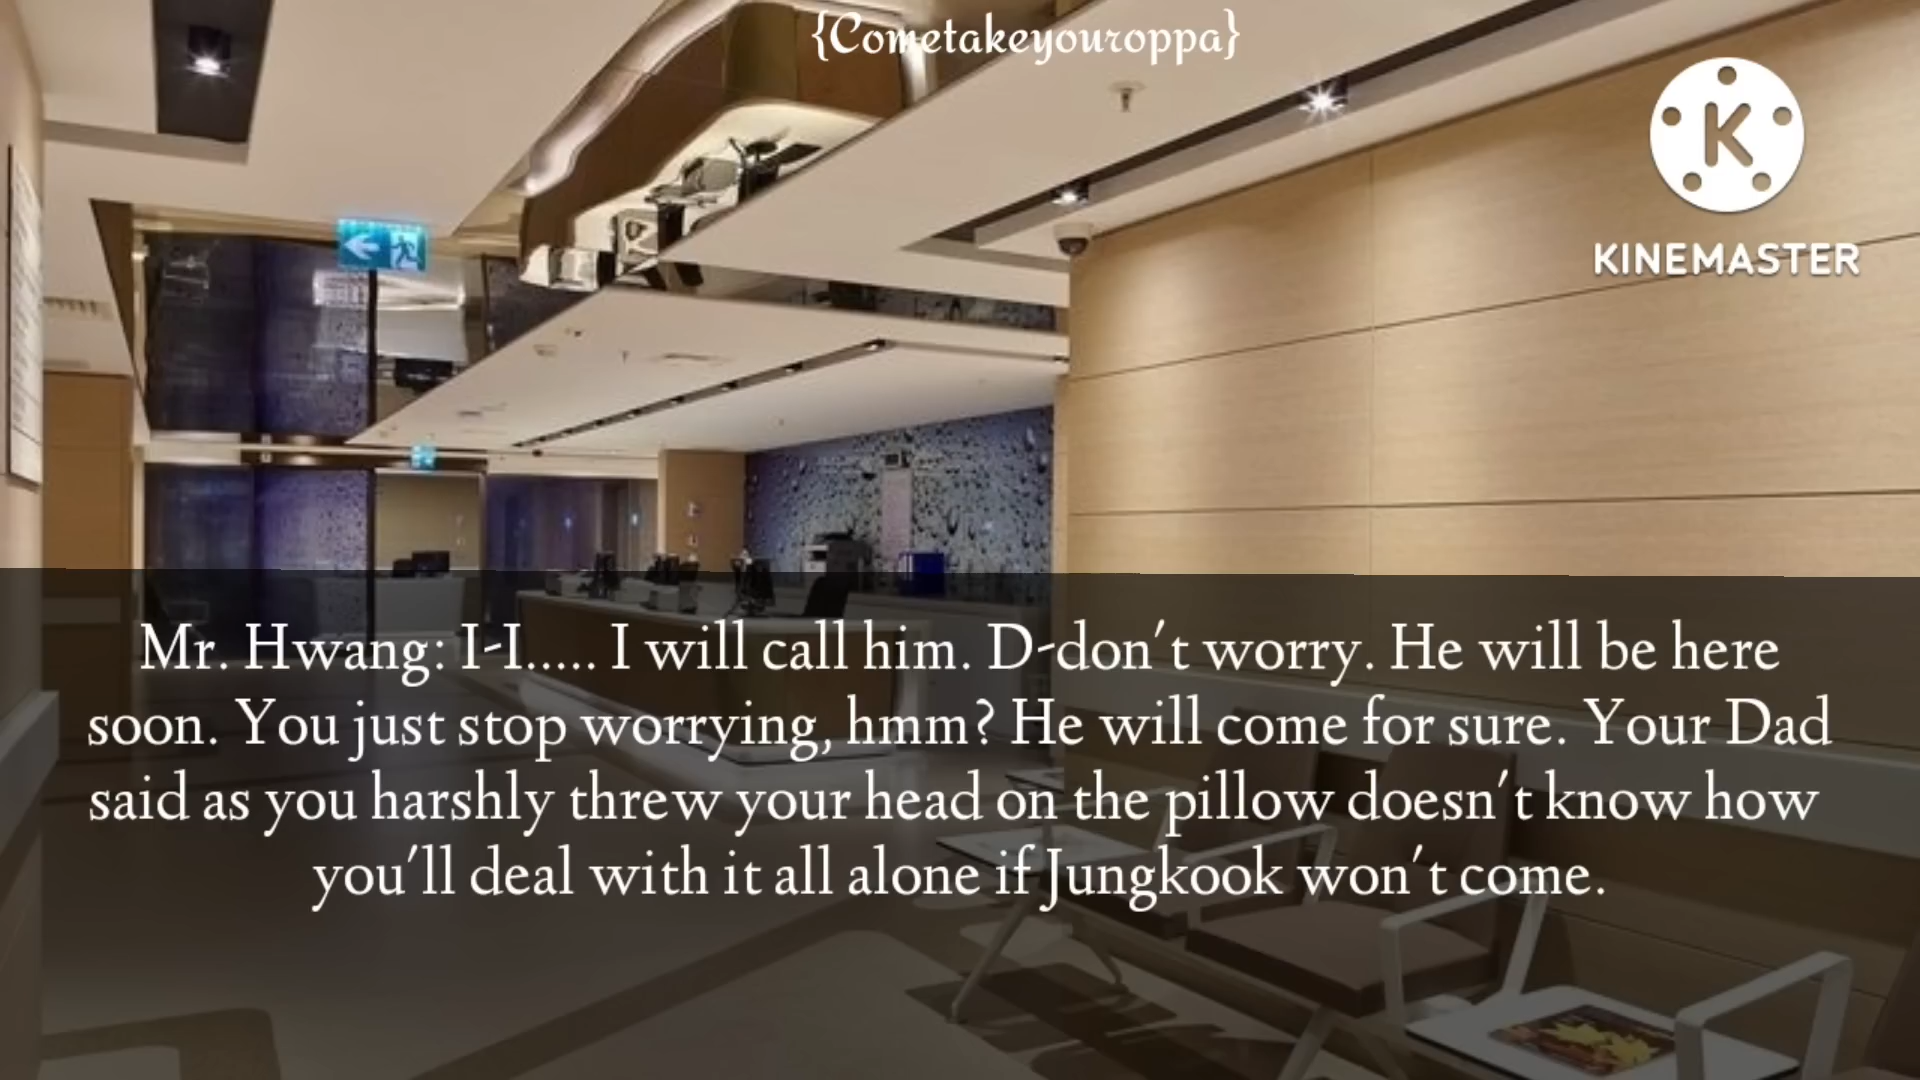 {Cometakeyouroppa}
K
KINEMASTER
Mr. Hwang: I-I..... I will call him. D-don't worry. He will be here
soon. You just stop worrying, hmm? He will come for sure. Your Dad
said as you harshly threw your head on the pillow doesn't know how
you'll deal with it all alone if Jungkook won't come.